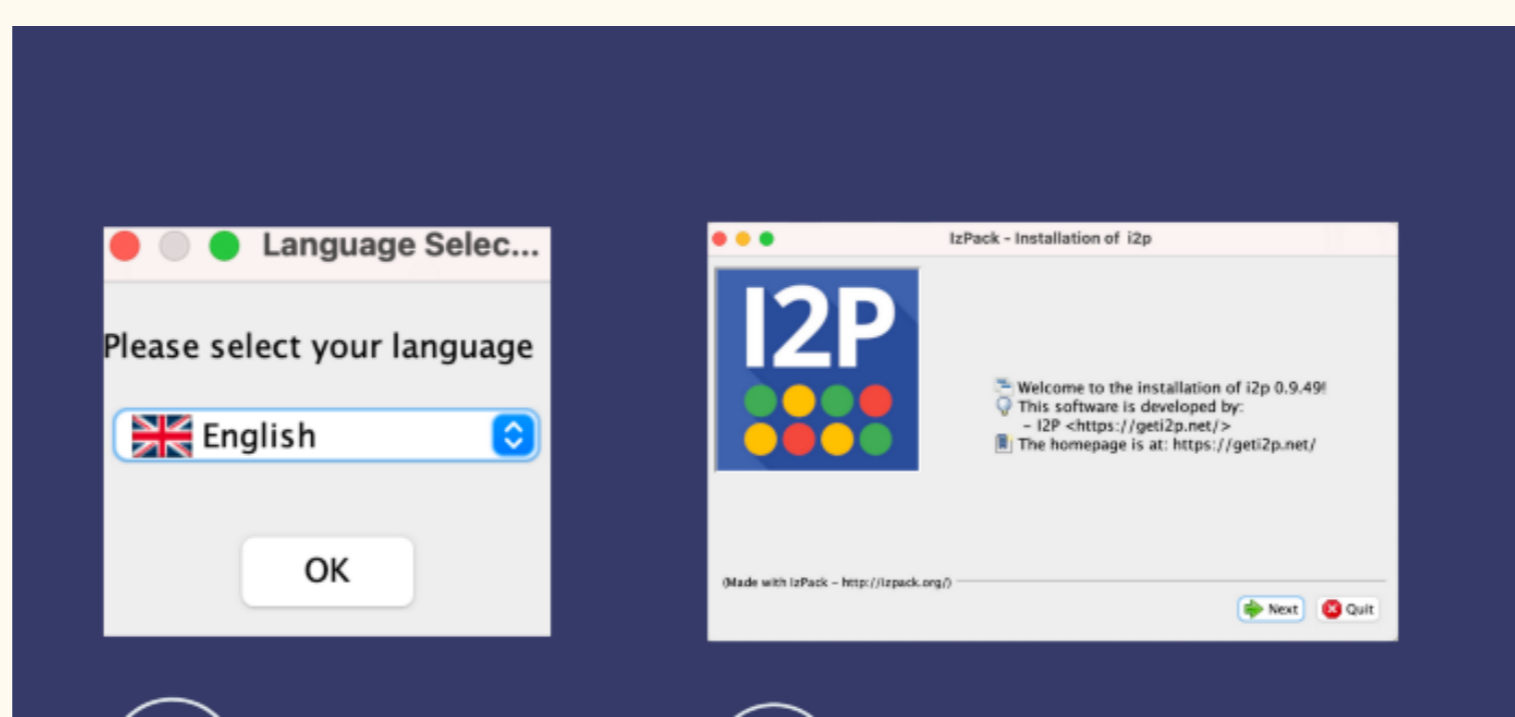 Language Selec...
Please select your language
English
OK
IzPack - Installation of i2p
I2P
Welcome to the installation of i2p 0.9.49!
This software is developed by:
- I2P <https://geti2p.net/>
The homepage is at: https://geti2p.net/
(Made with IzPack - http://izpack.org/)
Next
Quit